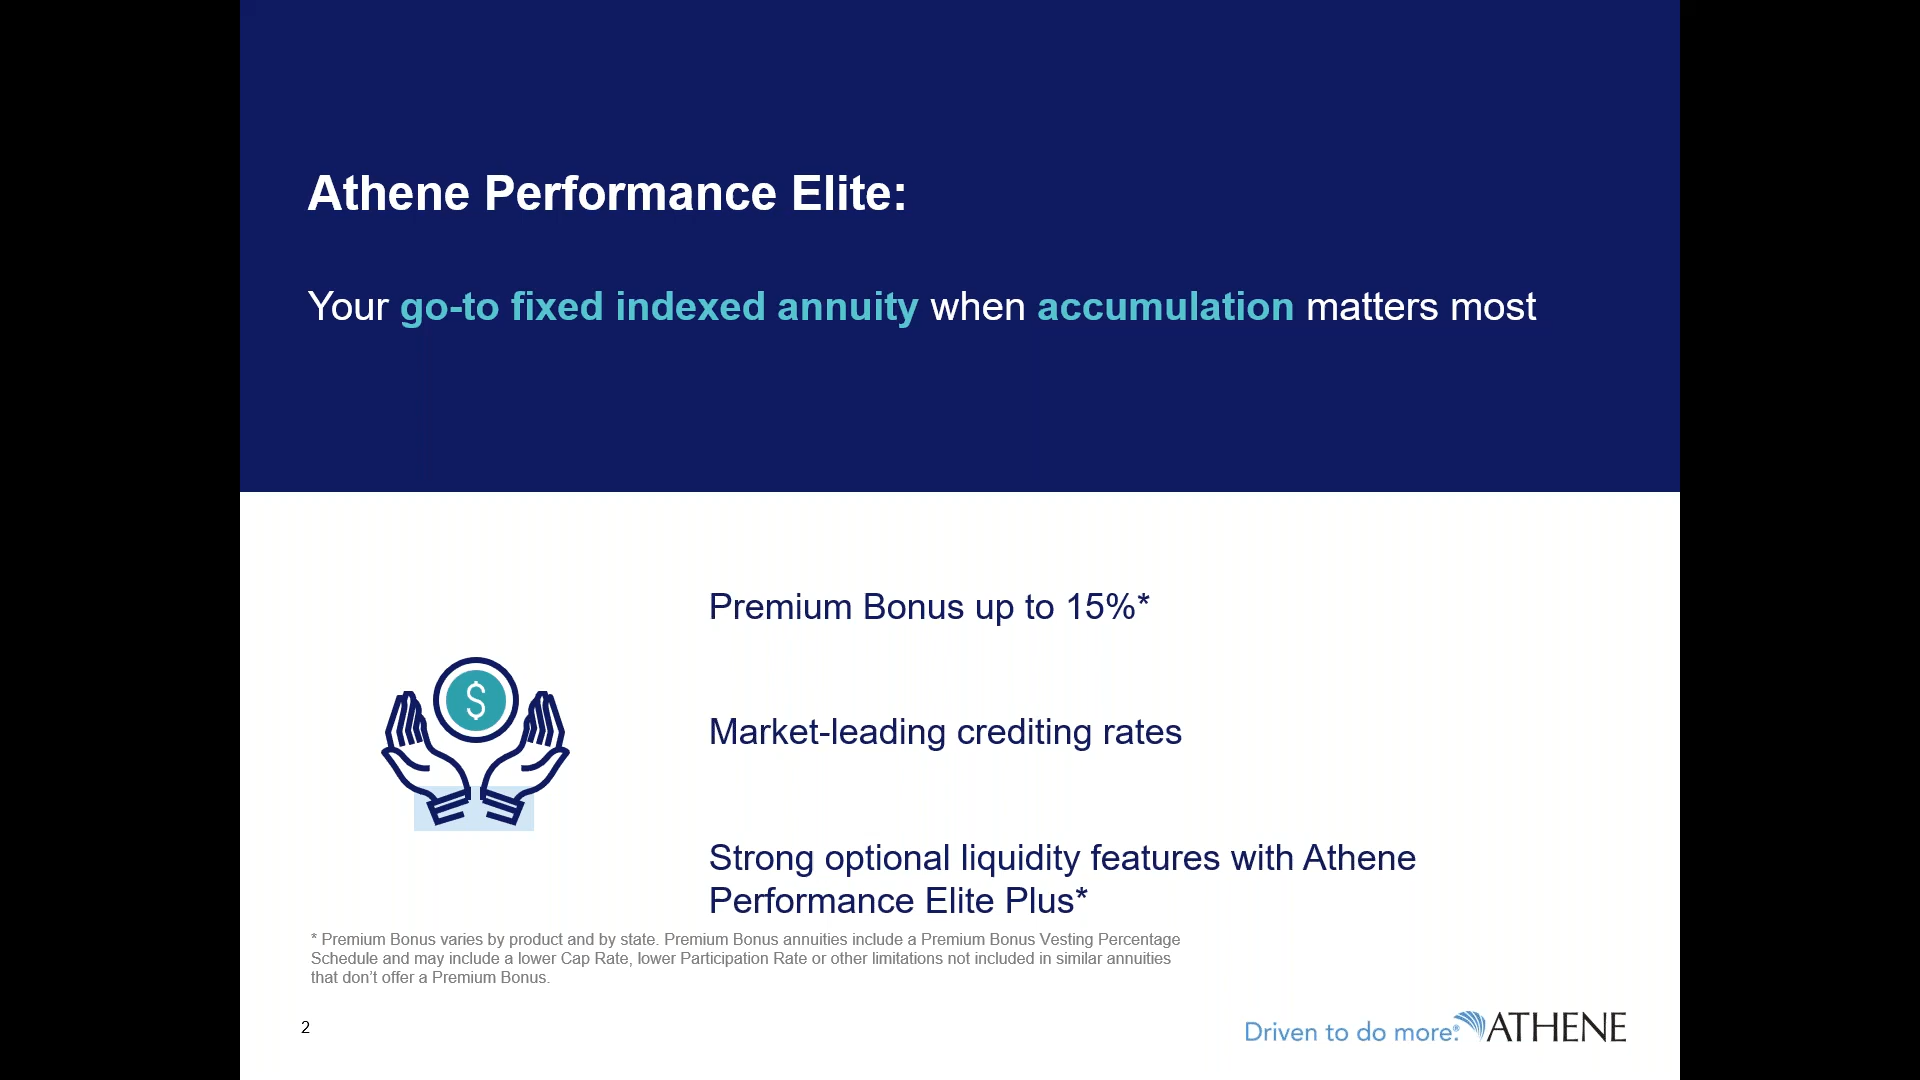 Athene Performance Elite:
Your go-to fixed indexed annuity when accumulation matters most
Premium Bonus up to 15%*
$
Market-leading crediting rates
Strong optional liquidity features with Athene
Performance Elite Plus*
* Premium Bonus varies by product and by state. Premium Bonus annuities include a Premium Bonus Vesting Percentage
Schedule and may include a lower Cap Rate, lower Participation Rate or other limitations not included in similar annuities
that don’t offer a Premium Bonus.
2
Driven to do more.® ATHENE